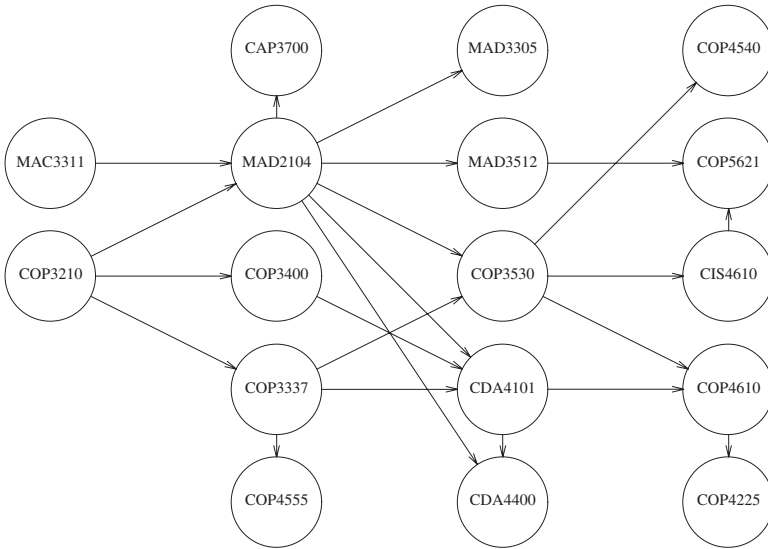 CAP3700
MAD3305
COP4540
MAC3311
MAD2104
MAD3512
COP5621
COP3210
COP3400
COP3530
CIS4610
COP3337
CDA4101
COP4610
COP4555
CDA4400
COP4225